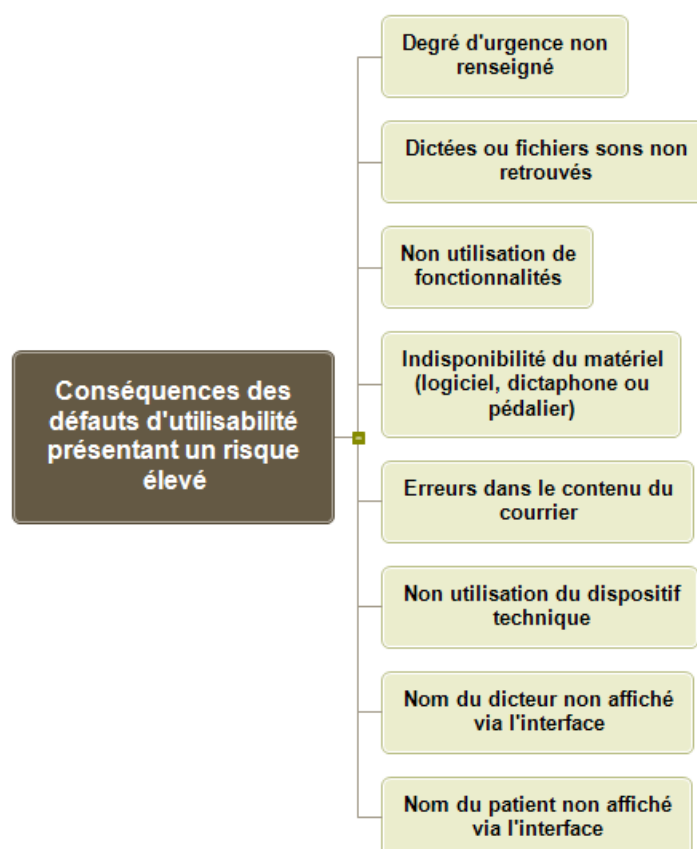 Degré d'urgence non
renseigné
Dictées ou fichiers sons non
retrouvés
Non utilisation de
fonctionnalités
Indisponibilité du matériel
(logiciel, dictaphone ou
pédalier)
Conséquences des
défauts d'utilisabilité
présentant un risque
élevé
Erreurs dans le contenu du
courrier
Non utilisation du dispositif
technique
Nom du dicteur non affiché
via l'interface
Nom du patient non affiché
via l'interface